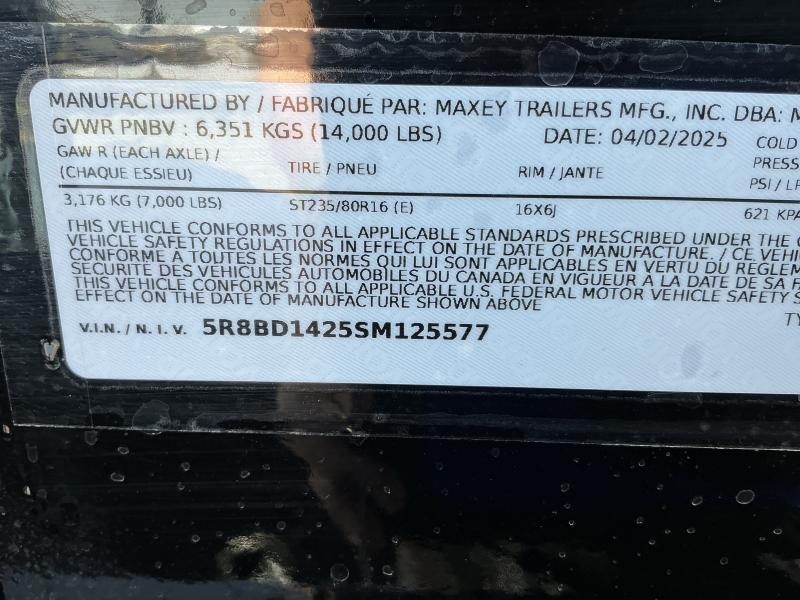 MANUFACTURED BY / FABRIQUÉ PAR: MAXEY TRAILERS MFG., INC. DBA:
GVWR PNBV : 6,351 KGS (14,000 LBS) DATE: 04/02/2025 COLD
GAW R (EACH AXLE) / TIRE / PNEU RIM / JANTE PRESS
(CHAQUE ESSIEU) PSI /
3,176 KG (7,000 LBS) ST235/80R16 (E) 16X6J 621 KPA
THIS VEHICLE CONFORMS TO ALL APPLICABLE STANDARDS PRESCRIBED UNDER THE
VEHICLE SAFETY REGULATIONS IN EFFECT ON THE DATE OF MANUFACTURE. / CE
CONFORME A TOUTES LES NORMES QUI LUI SONT APPLICABLES EN VERTU DU
SECURITE DES VEHICULES AUTOMOBILES DU CANADA EN VIGUEUR A LA DATE DE SA
THIS VEHICLE CONFORMS TO ALL APPLICABLE U.S. FEDERAL MOTOR VEHICLE SAFETY
EFFECT ON THE DATE OF MANUFACTURE SHOWN ABOVE
V.I.N. / N. I. V. 5R8BD1425SM125577 TY